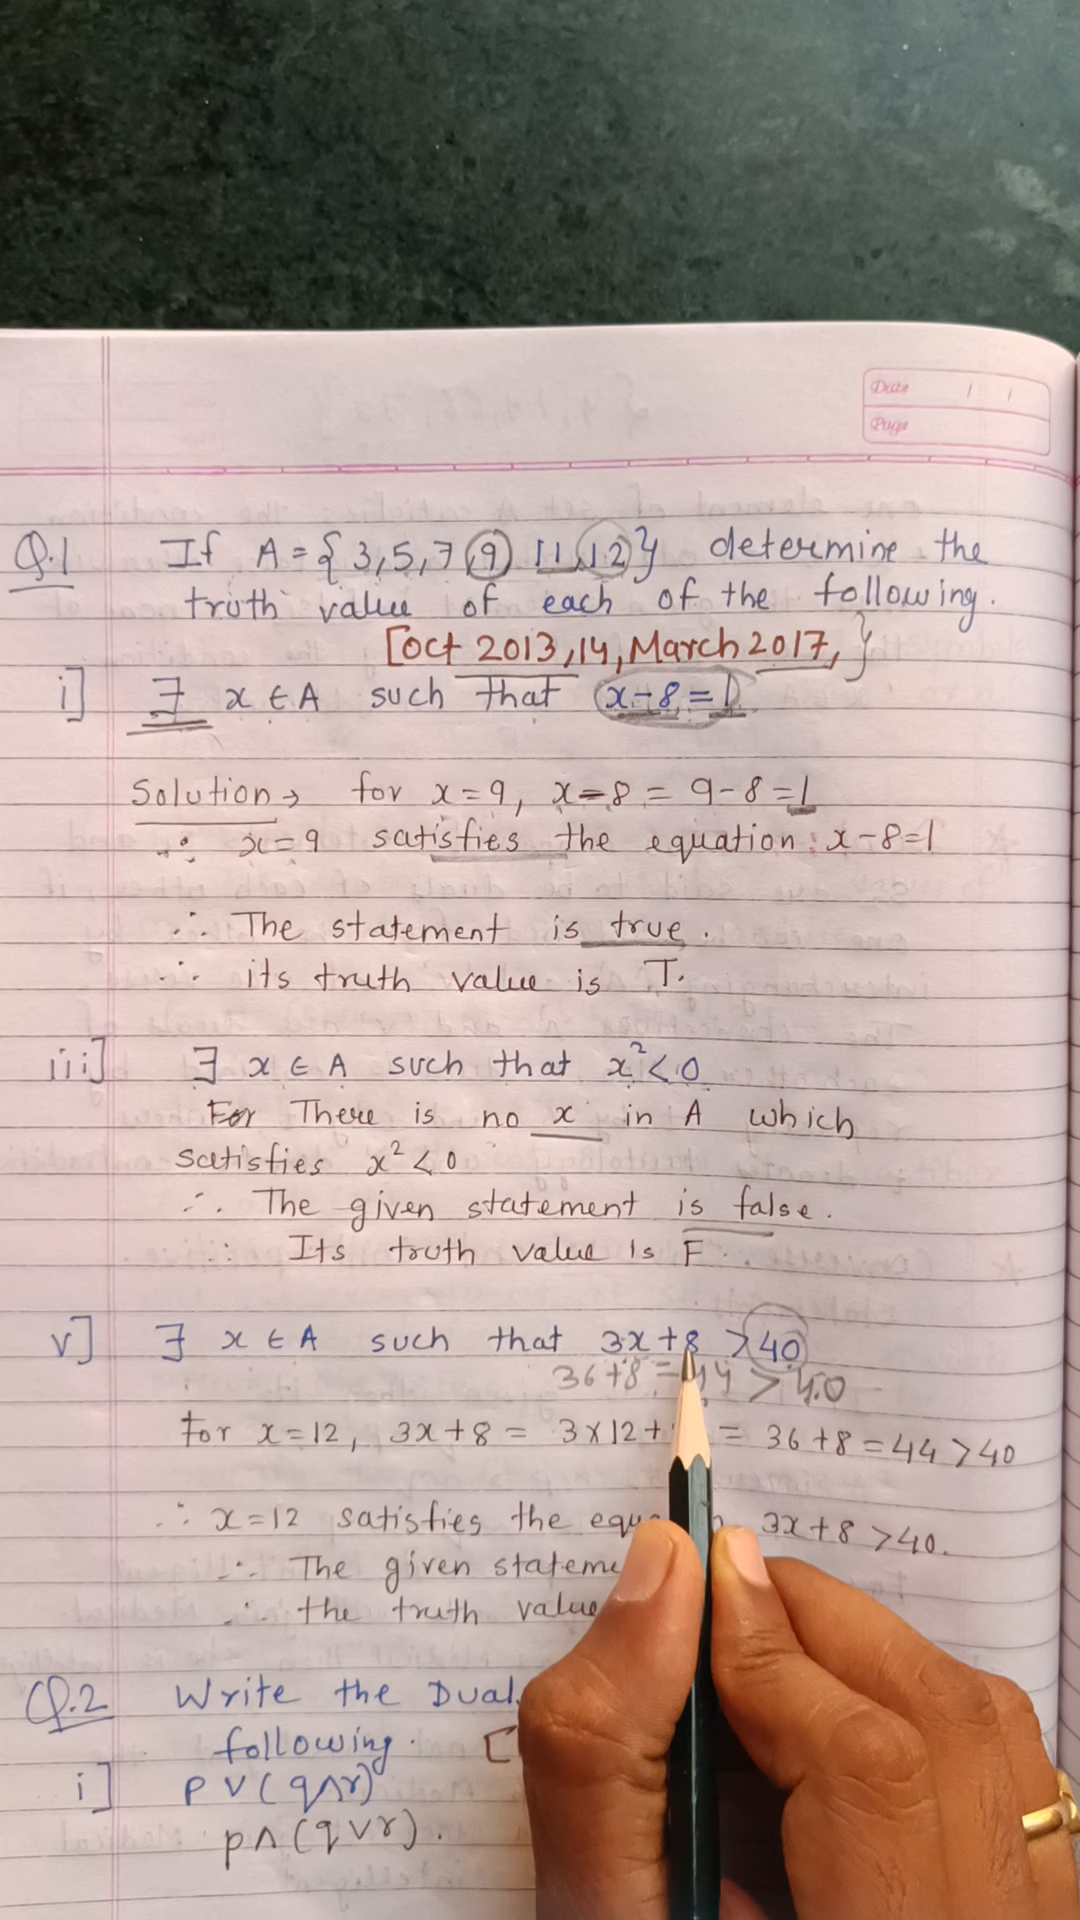 Date
Page
Q.1 If A = {3, 5, 7, 9, 11, 12} determine the
truth value of each of the following.
[Oct 2013, 14, March 2017, }
i] ∃ x ∈ A such that x-8=1
Solution → for x=9, x-8 = 9-8=1
∴ x=9 satisfies the equation: x-8=1
∴ The statement is true.
∴ its truth value is T.
iii] ∃ x ∈ A such that x² < 0
For There is no x in A which
satisfies x² < 0
∴ The given statement is false.
∴ Its truth value is F.
v] ∃ x ∈ A such that 3x+8 > 40
36+8 = 44 > 40
For x=12, 3x+8 = 3×12+ = 36+8 = 44 > 40
∴ x=12 satisfies the 3x+8 > 40.
∴ The given
∴ the truth value
Q.2 Write the Dual
following. [
i] p ∨ (q∧r)
p ∧ (q ∨ r).